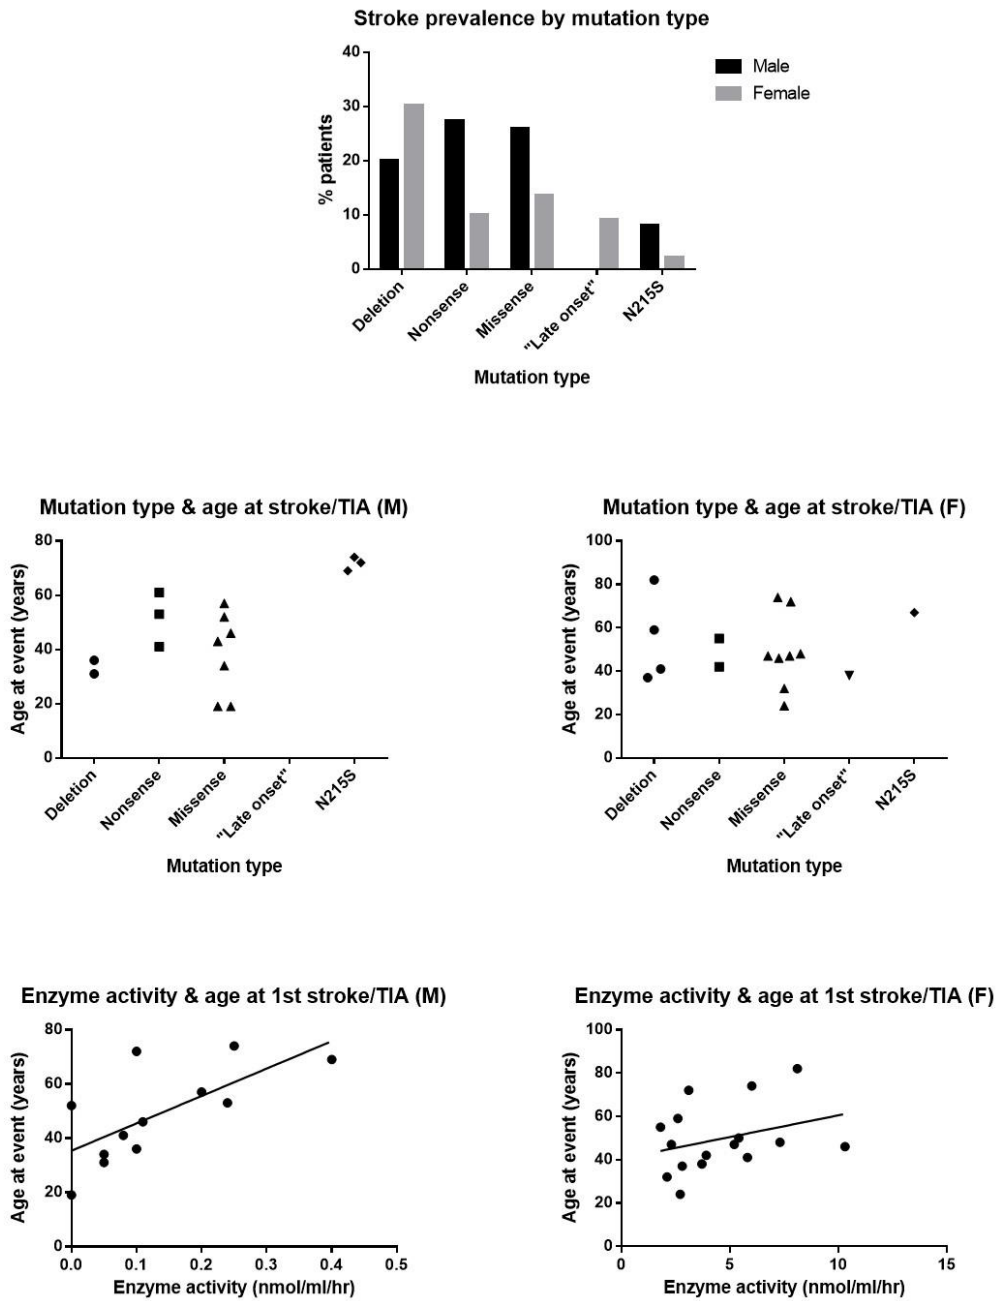 Stroke prevalence by mutation type
40
30
20
10
0
% patients
Male
Female
Deletion
Nonsense
Missense
"Late onset"
N215S
Mutation type
Mutation type & age at stroke/TIA (M)
80
60
40
20
0
Age at event (years)
Deletion
Nonsense
Missense
"Late onset"
N215S
Mutation type
Mutation type & age at stroke/TIA (F)
100
80
60
40
20
0
Age at event (years)
Deletion
Nonsense
Missense
"Late onset"
N215S
Mutation type
Enzyme activity & age at 1st stroke/TIA (M)
80
60
40
20
0
Age at event (years)
0.0 0.1 0.2 0.3 0.4 0.5
Enzyme activity (nmol/ml/hr)
Enzyme activity & age at 1st stroke/TIA (F)
100
80
60
40
20
0
Age at event (years)
0 5 10 15
Enzyme activity (nmol/ml/hr)